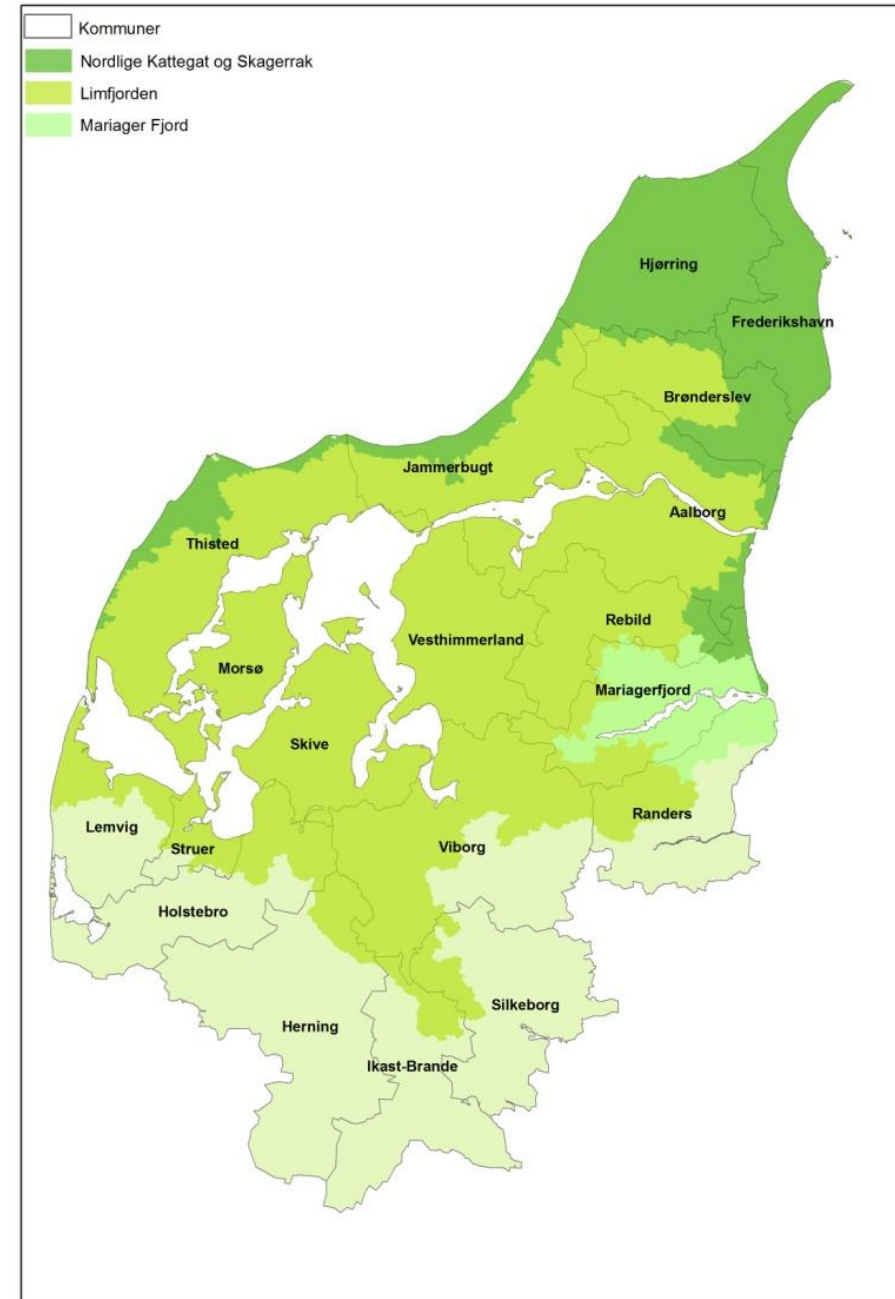 Kommuner
Nordlige Kattegat og Skagerrak
Limfjorden
Mariager Fjord
Hjørring
Frederikshavn
Brønderslev
Jammerbugt
Aalborg
Thisted
Rebild
Vesthimmerland
Morsø
Mariagerfjord
Skive
Randers
Lemvig
Viborg
Struer
Holstebro
Silkeborg
Herning
Ikast-Brande